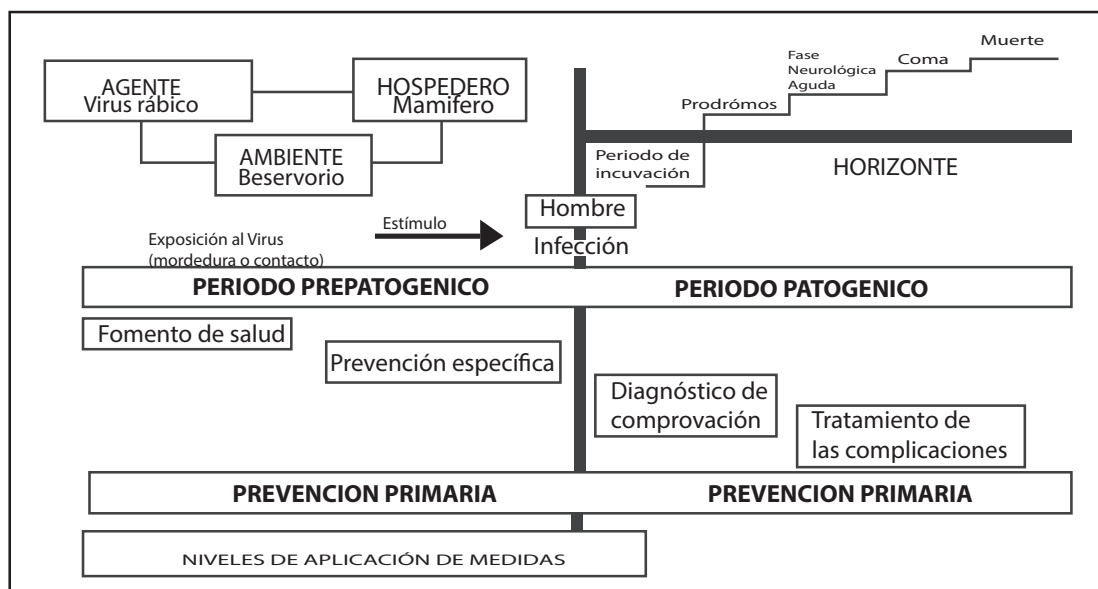 AGENTE
Virus rábico
HOSPEDERO
Mamifero
AMBIENTE
Beservorio
Exposición al Virus
(mordedura o contacto)
Estímulo
Hombre
Infección
Periodo de
incuvación
Prodrómos
Fase
Neurológica
Aguda
Coma
Muerte
HORIZONTE
PERIODO PREPATOGENICO
PERIODO PATOGENICO
Fomento de salud
Prevención específica
Diagnóstico de
comprovación
Tratamiento de
las complicaciones
PREVENCION PRIMARIA
PREVENCION PRIMARIA
NIVELES DE APLICACIÓN DE MEDIDAS